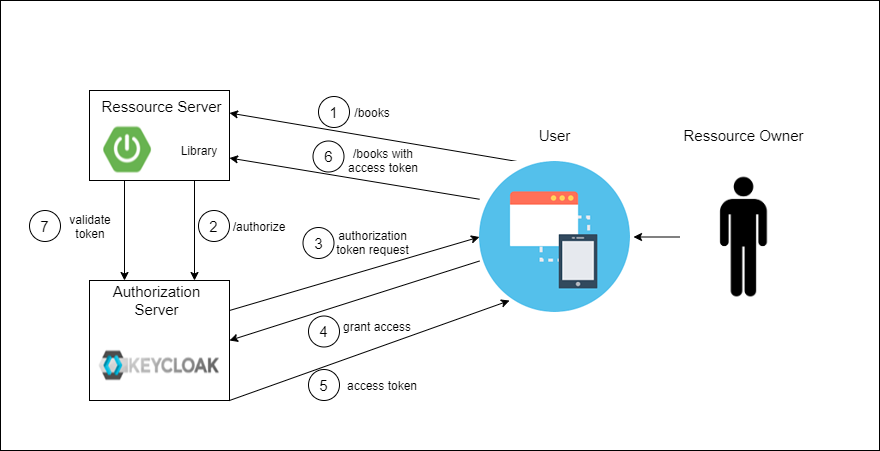 Ressource Server
Library
1
/books
6
/books with
access token
User
Ressource Owner
7
validate
token
2
/authorize
3
authorization
token request
Authorization
Server
KEYCLOAK
4
grant access
5
access token